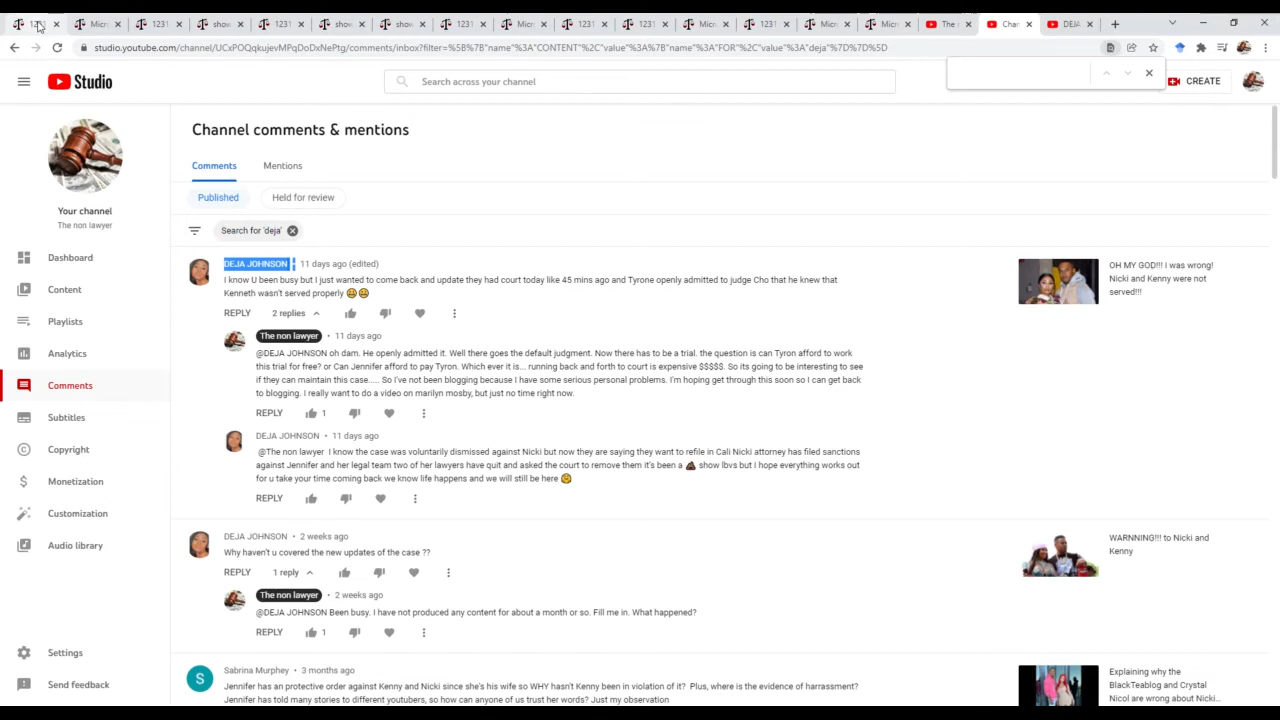 123
Micro
1231
show
123
show
show
123
Micro
1231
1231
Micro
1231
Micro
Micro
The
Chan
DEJA
studio.youtube.com/channel/UCxPOQqkujevMPqDoDxNePtg/comments/inbox?filter=%5B%7B"name"%3A"CONTENT"%2C"value"%3A%7B"name"%3A"FOR"%2C"value"%3A"deja"%7D%7D%5D
Studio
Search across your channel
CREATE
Your channel
The non lawyer
Dashboard
Content
Playlists
Analytics
Comments
Subtitles
Copyright
Monetization
Customization
Audio library
Settings
Send feedback
Channel comments & mentions
Comments Mentions
Published Held for review
Search for 'deja'
DEJA JOHNSON • 11 days ago (edited)
I know U been busy but I just wanted to come back and update they had court today like 45 mins ago and Tyrone openly admitted to judge Cho that he knew that
Kenneth wasn't served properly 😩😩
REPLY 2 replies
OH MY GOD!!! I was wrong!
Nicki and Kenny were not
served!!!
The non lawyer • 11 days ago
@DEJA JOHNSON oh dam. He openly admitted it. Well there goes the default judgment. Now there has to be a trial. the question is can Tyron afford to work
this trial for free? or Can Jennifer afford to pay Tyron. Which ever it is... running back and forth to court is expensive $$$$$. So its going to be interesting to see
if they can maintain this case..... So I've not been blogging because I have some serious personal problems. I'm hoping get through this soon so I can get back
to blogging. I really want to do a video on marilyn mosby, but just no time right now.
REPLY 1
DEJA JOHNSON • 11 days ago
@The non lawyer I know the case was voluntarily dismissed against Nicki but now they are saying they want to refile in Cali Nicki attorney has filed sanctions
against Jennifer and her legal team two of her lawyers have quit and asked the court to remove them it's been a 💩 show lbvs but I hope everything works out
for u take your time coming back we know life happens and we will still be here 🤗
REPLY
DEJA JOHNSON • 2 weeks ago
Why haven't u covered the new updates of the case ??
REPLY 1 reply
WARNNING!!! to Nicki and
Kenny
The non lawyer • 2 weeks ago
@DEJA JOHNSON Been busy. I have not produced any content for about a month or so. Fill me in. What happened?
REPLY 1
S
Sabrina Murphey • 3 months ago
Jennifer has an protective order against Kenny and Nicki since she's his wife so WHY hasn't Kenny been in violation of it? Plus, where is the evidence of harrassment?
Jennifer has told many stories to different youtubers, so how can anyone of us trust her words? Just my observation
Explaining why the
BlackTeablog and Crystal
Nicol are wrong about Nicki...